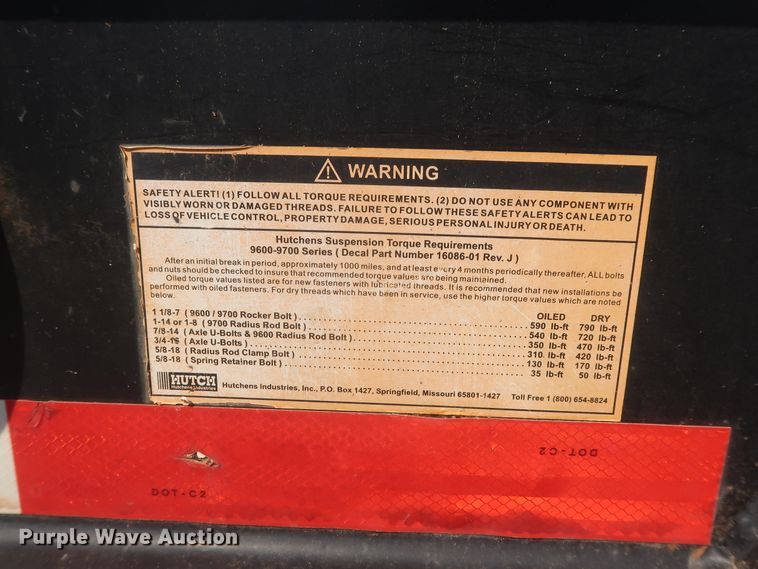 WARNING
SAFETY ALERT! (1) FOLLOW ALL TORQUE REQUIREMENTS. (2) DO NOT USE ANY COMPONENT WITH
VISIBLY WORN OR DAMAGED THREADS. FAILURE TO FOLLOW THESE SAFETY ALERTS CAN LEAD TO
LOSS OF VEHICLE CONTROL, PROPERTY DAMAGE, SERIOUS PERSONAL INJURY OR DEATH.
Hutchens Suspension Torque Requirements
9600-9700 Series ( Decal Part Number 16086-01 Rev. J )
After an initial break in period, approximately 1000 miles, and at least every 4 months periodically thereafter, ALL bolts
and nuts should be checked to insure that recommended torque values are being maintained.
Oiled torque values listed are for new fasteners with lubricated threads. It is recommended that new installations be
performed with oiled fasteners. For dry threads which have been in service, use the higher torque values which are noted
below.
OILED DRY
1 1/8-7 ( 9600 / 9700 Rocker Bolt ) 590 lb-ft 790 lb-ft
1-14 or 1-8 ( 9700 Radius Rod Bolt ) 540 lb-ft 720 lb-ft
7/8-14 ( Axle U-Bolts & 9600 Radius Rod Bolt ) 350 lb-ft 470 lb-ft
3/4-16 ( Axle U-Bolts ) 310 lb-ft 420 lb-ft
5/8-18 ( Radius Rod Clamp Bolt ) 130 lb-ft 170 lb-ft
5/8-18 ( Spring Retainer Bolt ) 35 lb-ft 50 lb-ft
HUTCH
Hutchens Industries
Hutchens Industries, Inc., P.O. Box 1427, Springfield, Missouri 65801-1427 Toll Free 1 (800) 654-8824
DOT-C2
DOT-C2
Purple Wave Auction